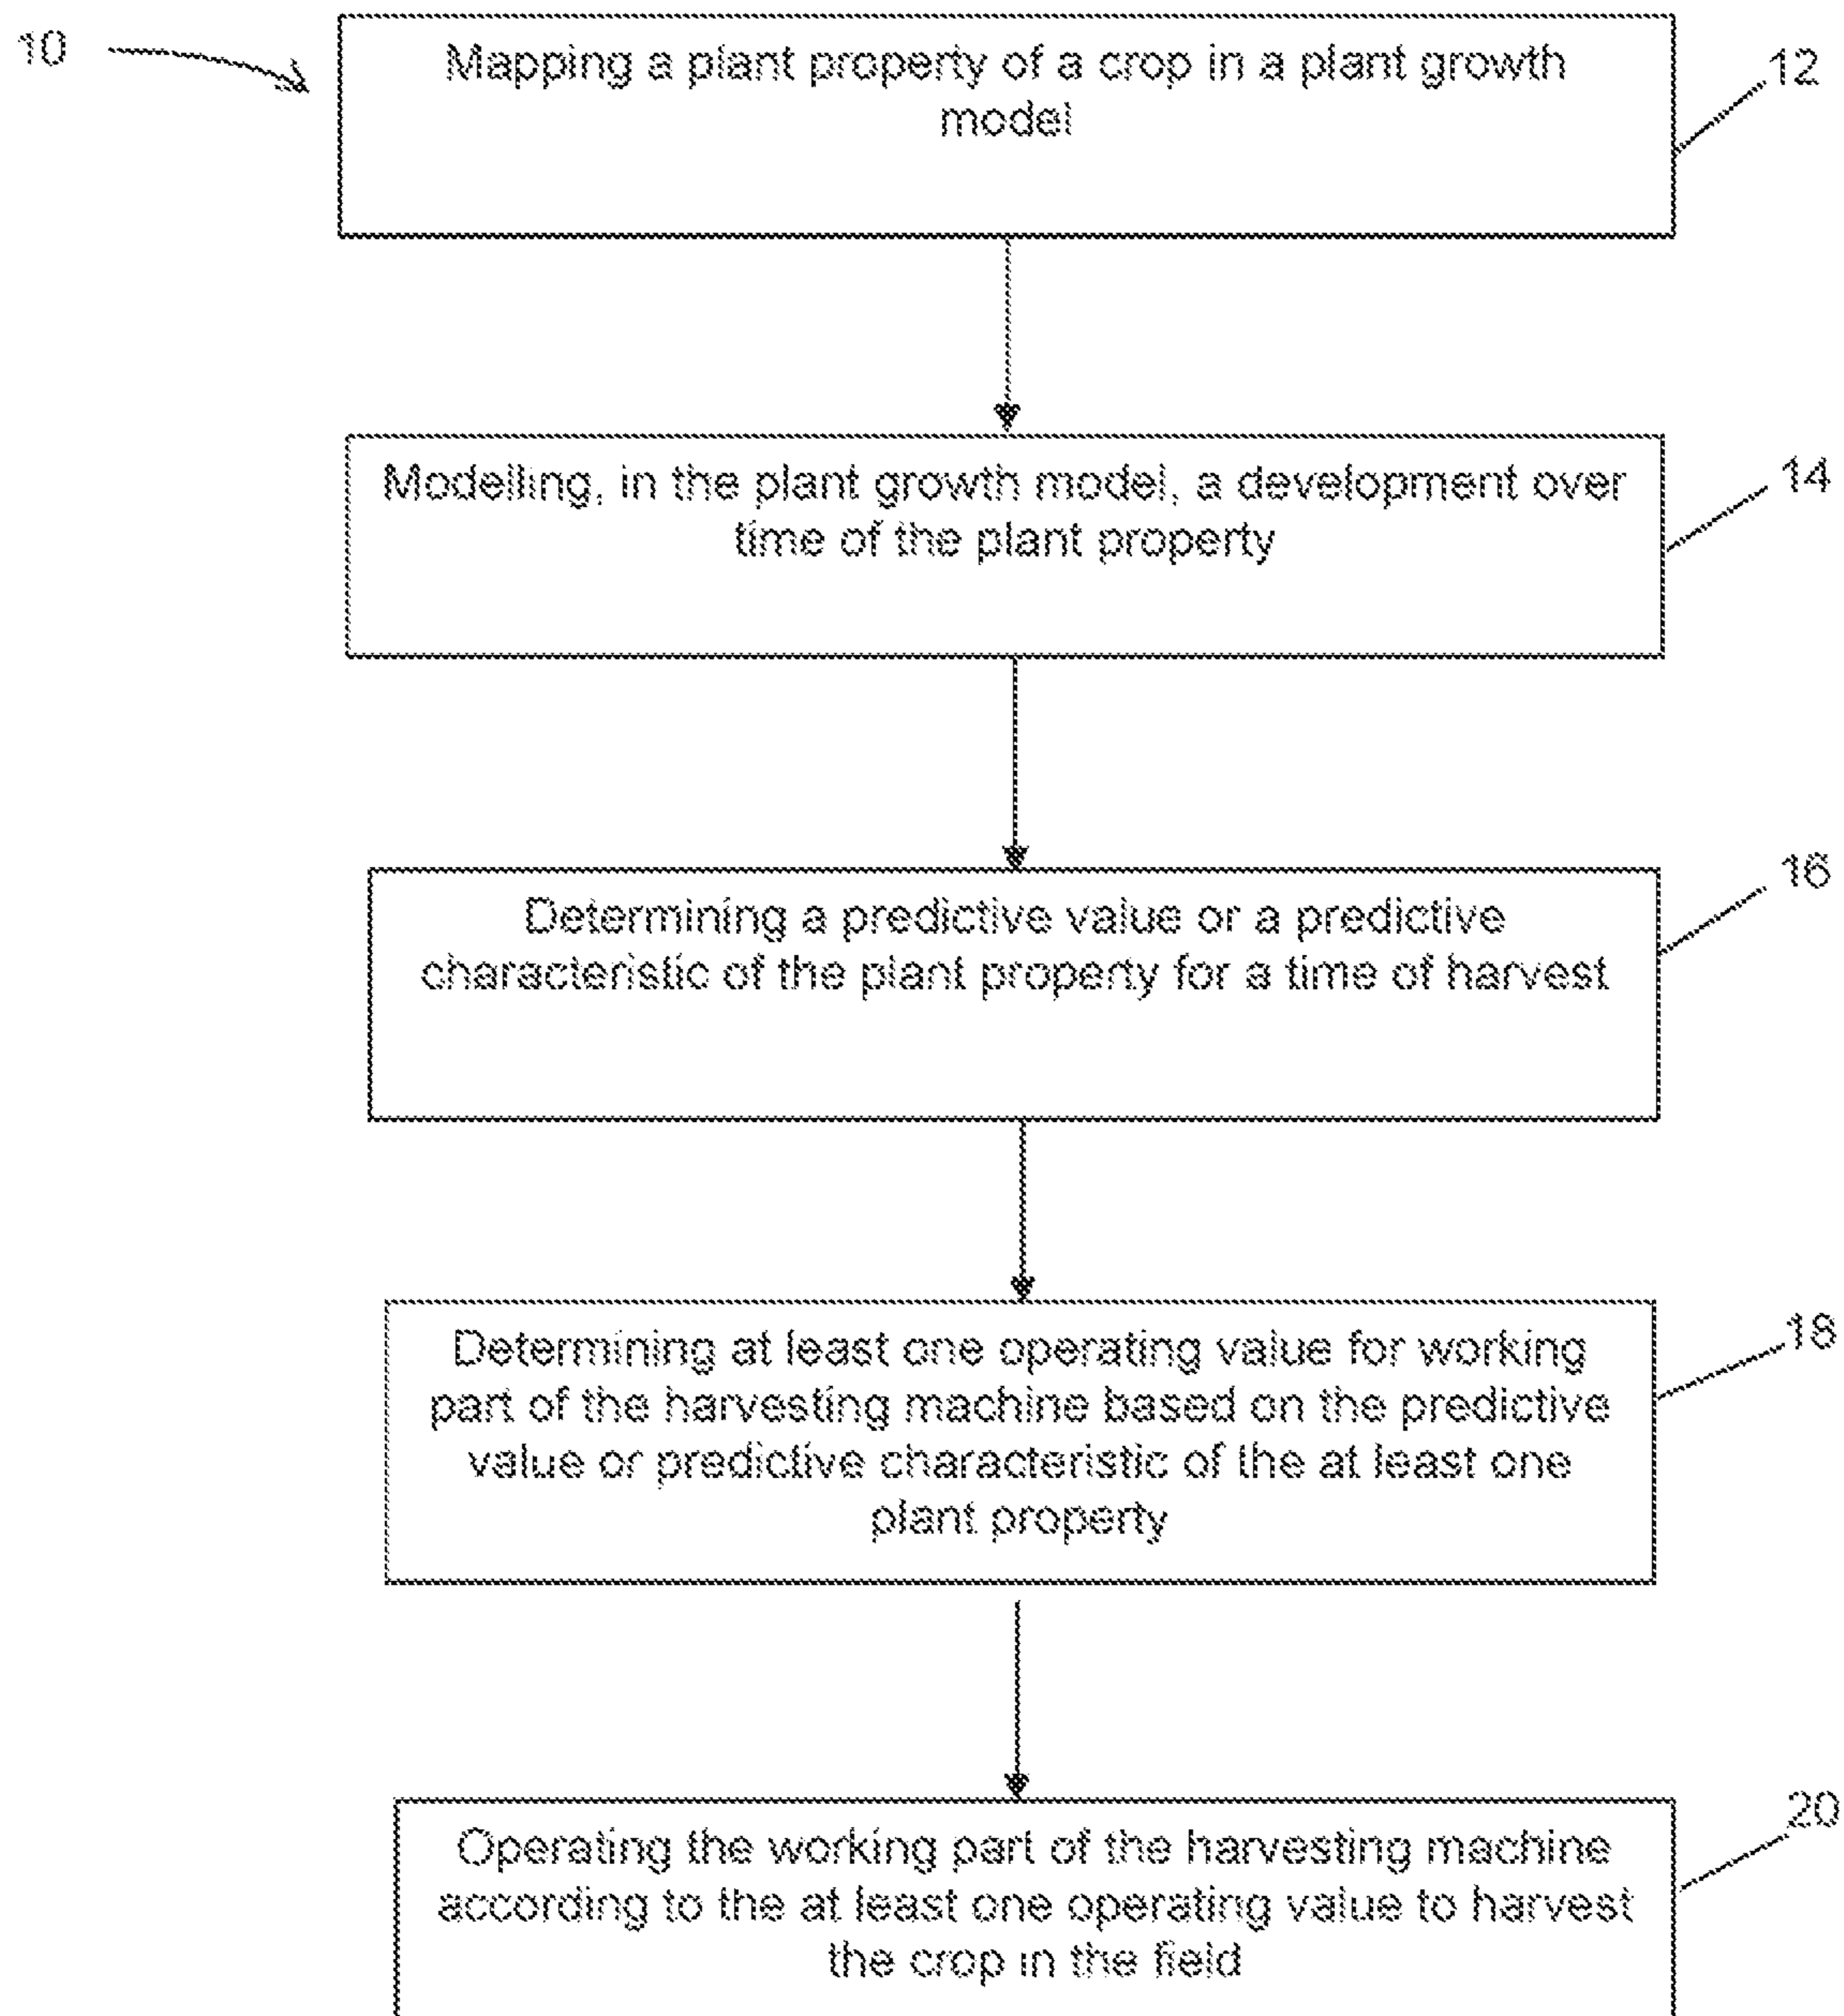 10
Mapping a plant property of a crop in a plant growth
model
12
Modelling, in the plant growth model, a development over
time of the plant property
14
Determining a predictive value or a predictive
characteristic of the plant property for a time of harvest
16
Determining at least one operating value for working
part of the harvesting machine based on the predictive
value or predictive characteristic of the at least one
plant property
18
Operating the working part of the harvesting machine
according to the at least one operating value to harvest
the crop in the field
20